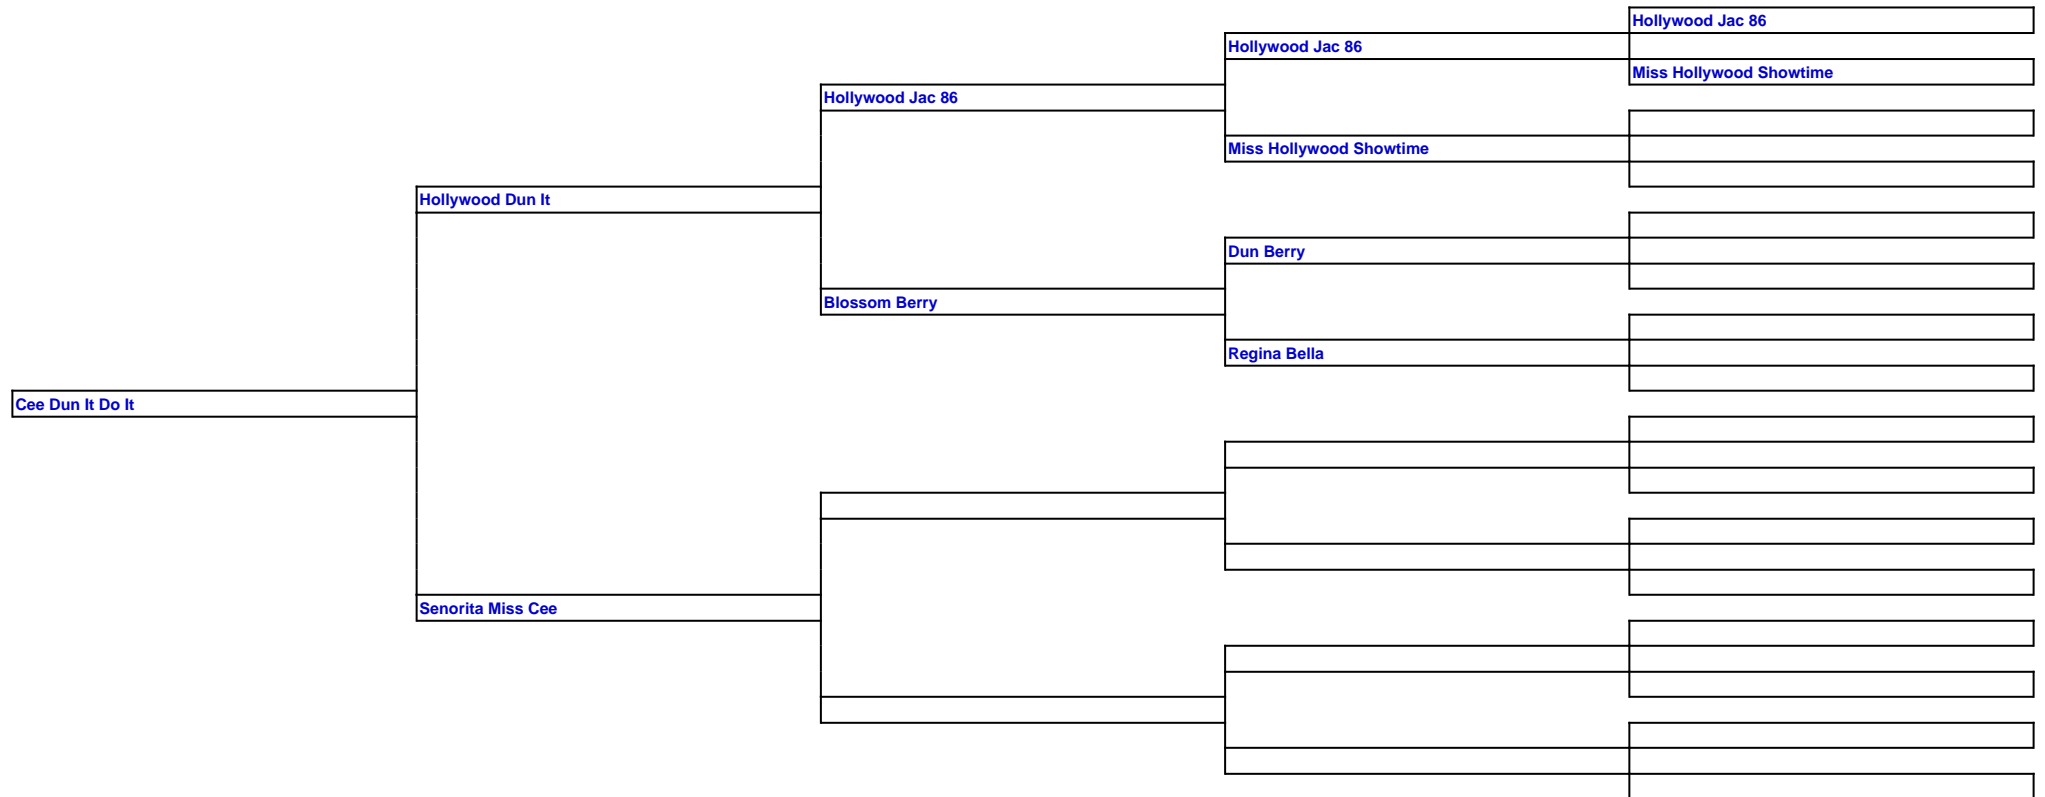 Hollywood Jac 86
Hollywood Jac 86
Miss Hollywood Showtime
Hollywood Jac 86
Miss Hollywood Showtime
Hollywood Dun It
Dun Berry
Blossom Berry
Regina Bella
Cee Dun It Do It
Senorita Miss Cee